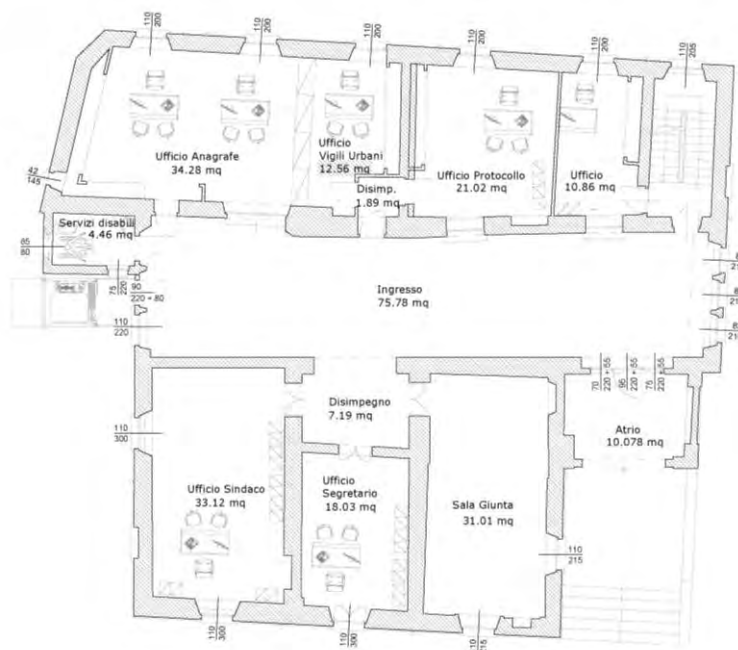 110
200
110
200
110
200
110
200
110
200
110
205
Ufficio Anagrafe
34.28 mq
Ufficio
Vigili Urbani
12.56 mq
Disimp.
1.89 mq
Ufficio Protocollo
21.02 mq
Ufficio
10.86 mq
42
145
Servizi disabili
4.46 mq
85
80
75
220
90
220 + 80
110
220
Ingresso
75.78 mq
70
220 + 55
95
220 + 55
75
220 + 55
Disimpegno
7.19 mq
Atrio
10.078 mq
110
300
Ufficio Sindaco
33.12 mq
Ufficio
Segretario
18.03 mq
Sala Giunta
31.01 mq
110
215
110
300
110
300
110